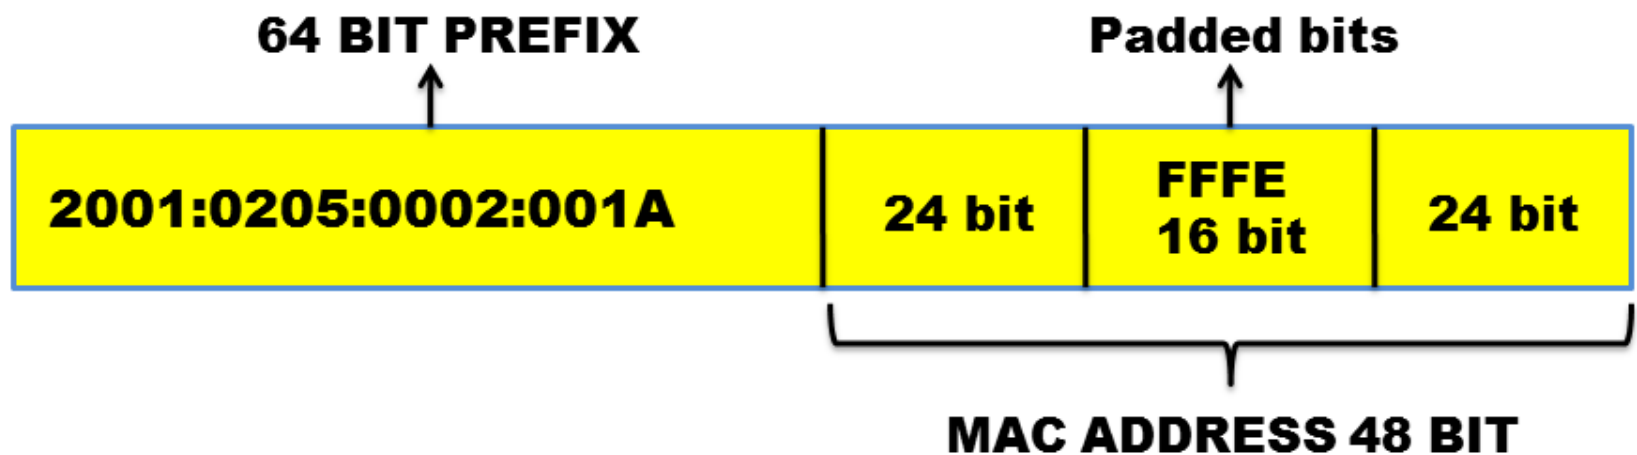 64 BIT PREFIX
Padded bits
2001:0205:0002:001A
24 bit
FFFE
16 bit
24 bit
MAC ADDRESS 48 BIT